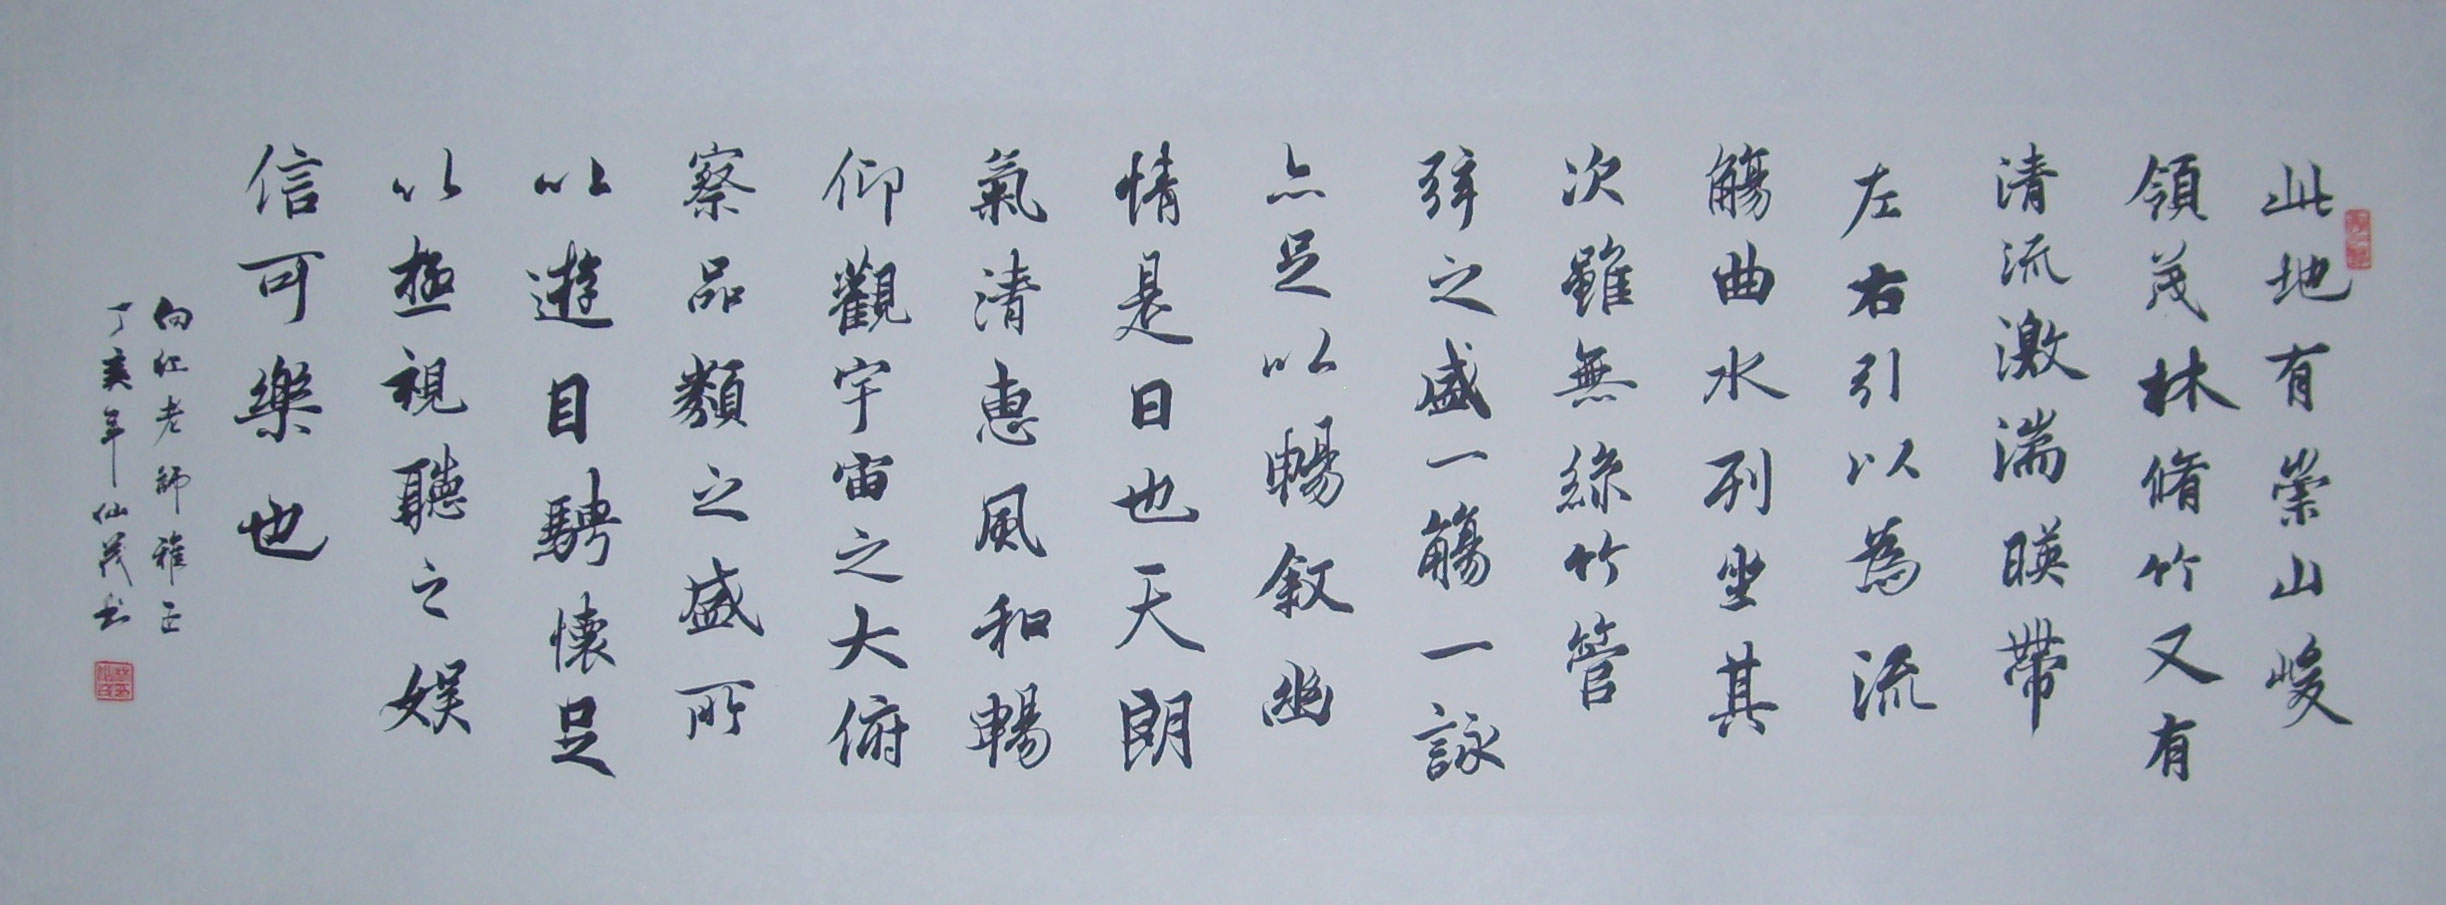 此地有崇山峻
領茂林脩竹又有
清流激湍暎帶
左右引以為流
觴曲水列坐其
次雖無絲竹管
弦之盛一觴一詠
亦足以暢敘幽
情是日也天朗
氣清惠風和暢
仰觀宇宙之大俯
察品類之盛所
以遊目騁懷足
以極視聽之娛
信可樂也
向紅老師雅正
丁亥年仙茂书